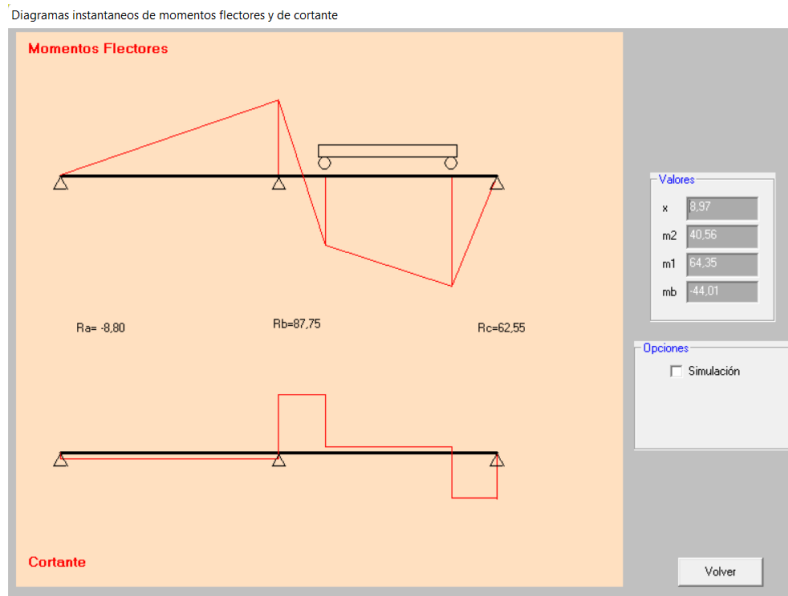 Diagramas instantaneos de momentos flectores y de cortante
Momentos Flectores
Ra= -8,80
Rb=87,75
Rc=62,55
Cortante
Valores
x 8,97
m2 40,56
m1 64,35
mb -44,01
Opciones
Simulación
Volver